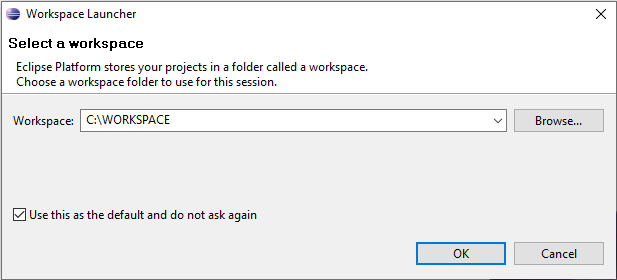 Workspace Launcher
Select a workspace
Eclipse Platform stores your projects in a folder called a workspace.
Choose a workspace folder to use for this session.
Workspace: C:\WORKSPACE Browse...
Use this as the default and do not ask again
OK Cancel